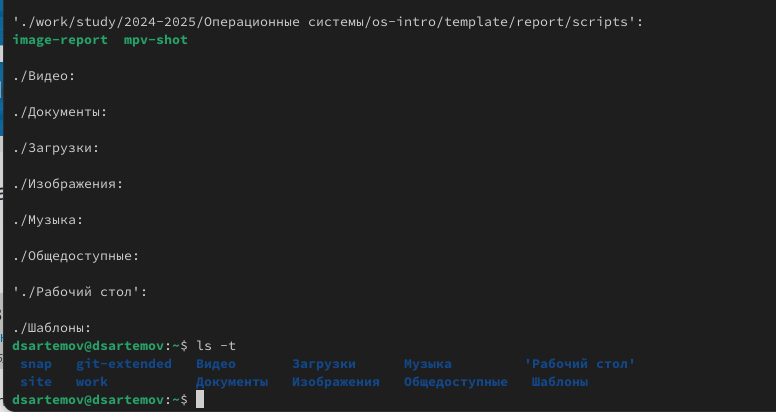 './work/study/2024-2025/Операционные системы/os-intro/template/report/scripts':
image-report  mpv-shot
./Видео:
./Документы:
./Загрузки:
./Изображения:
./Музыка:
./Общедоступные:
'./Рабочий стол':
./Шаблоны:
dsartemov@dsartemov:~$ ls -t
snap  git-extended  Видео  Загрузки  Музыка  'Рабочий стол'
site  work  Документы  Изображения  Общедоступные  Шаблоны
dsartemov@dsartemov:~$